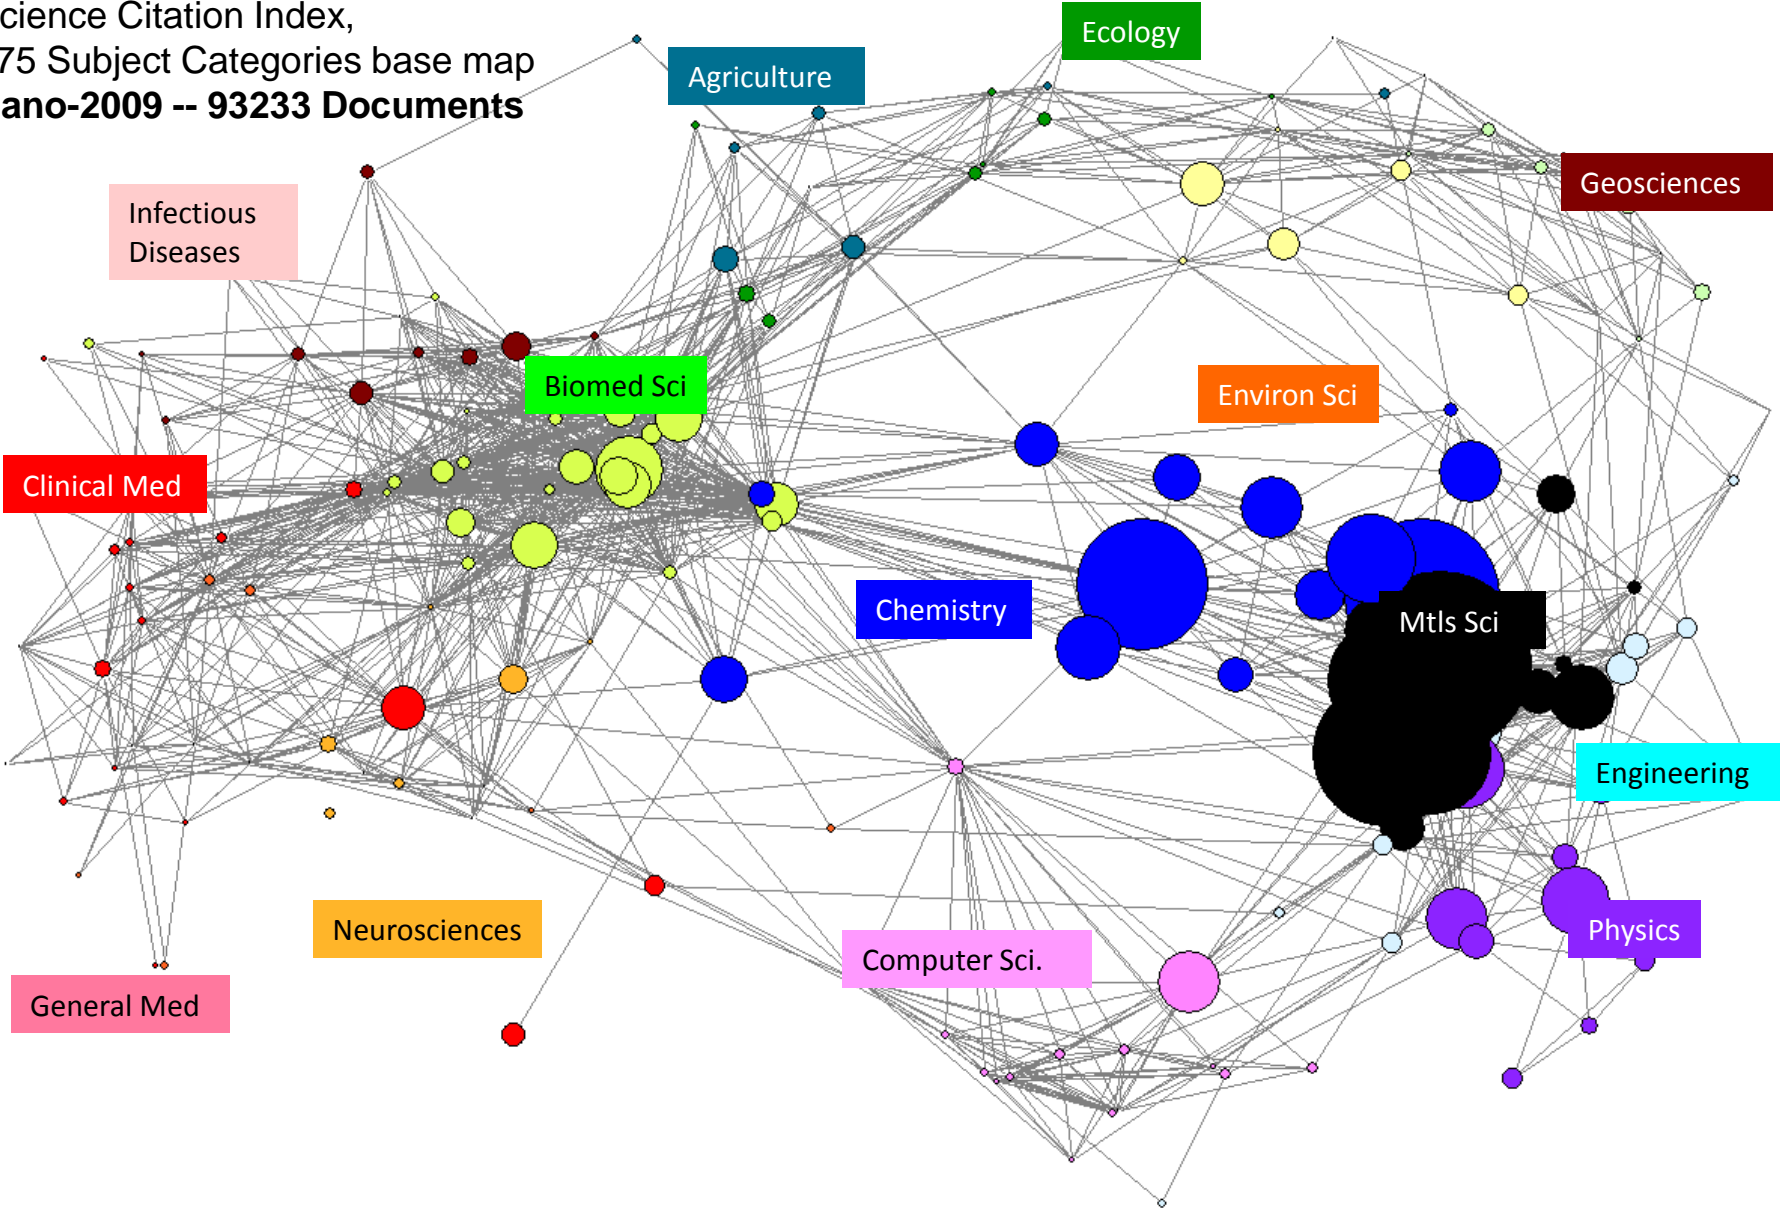 cience Citation Index,
75 Subject Categories base map
ano-2009 -- 93233 Documents
Ecology
Agriculture
Geosciences
Infectious
Diseases
Biomed Sci
Environ Sci
Clinical Med
Chemistry
Mtls Sci
Engineering
Neurosciences
Physics
Computer Sci.
General Med